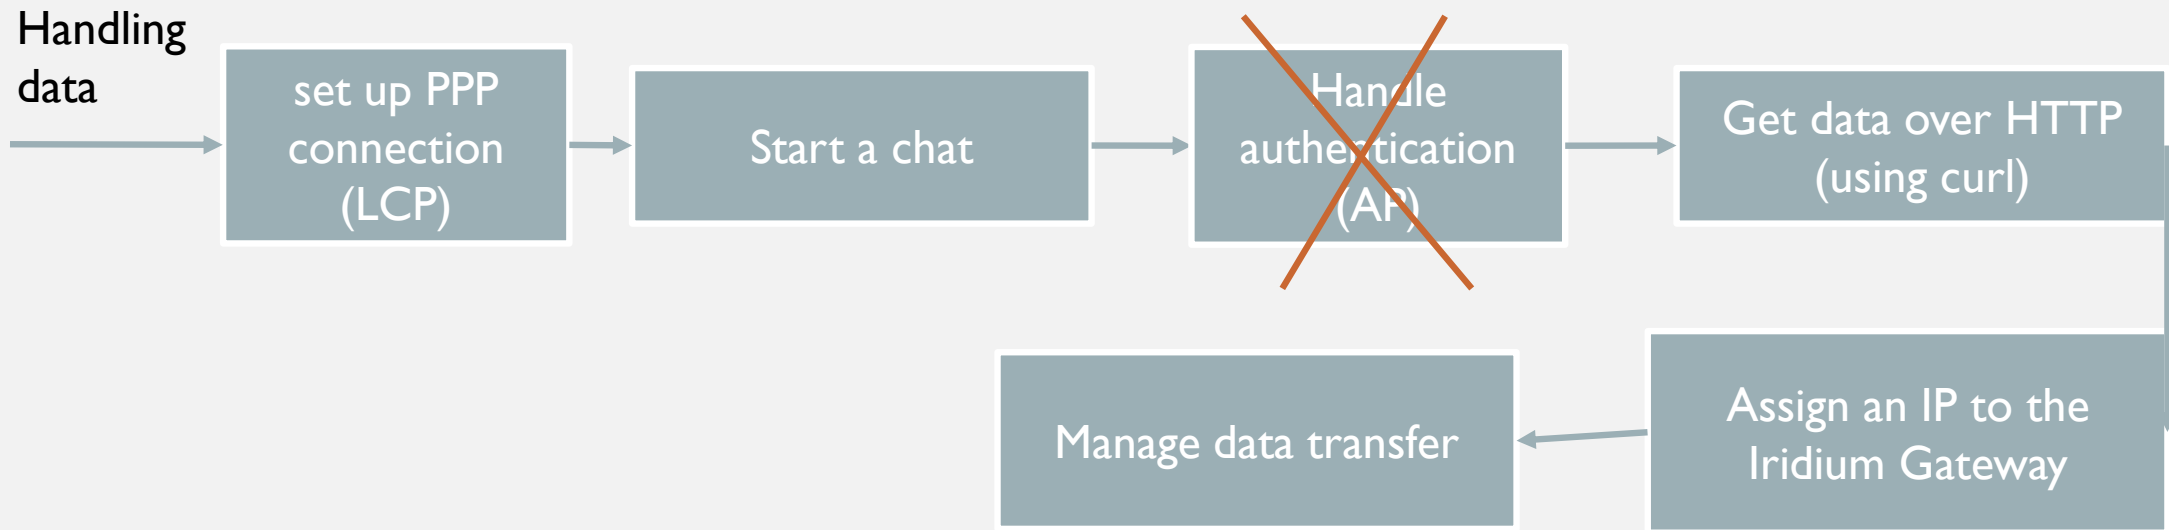 Handling
data
set up PPP
connection
(LCP)
Start a chat
Handle
authentication
(AP)
Get data over HTTP
(using curl)
Assign an IP to the
Iridium Gateway
Manage data transfer